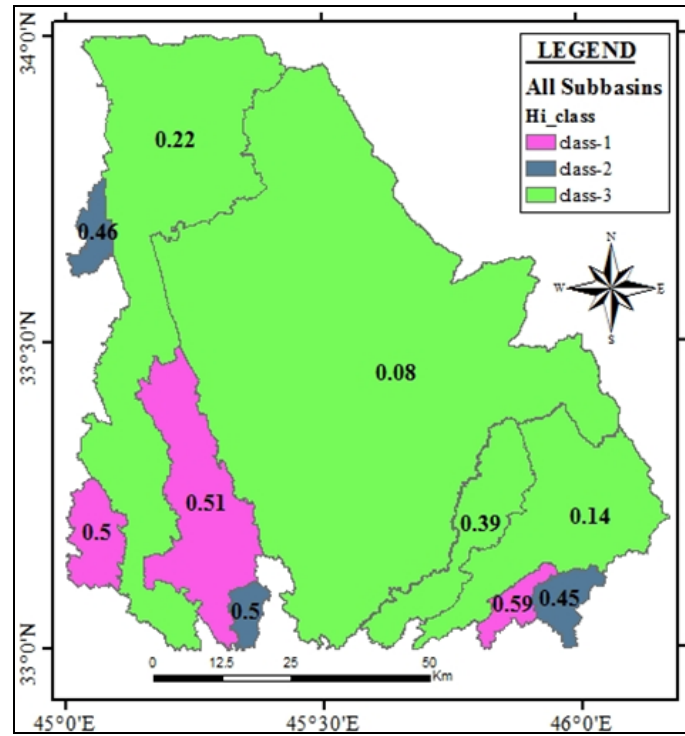 34°0'N
LEGEND
All Subbasins
Hi_class
class-1
class-2
class-3
0.22
0.46
N
W
E
S
33°30'N
0.08
0.51
0.5
0.39
0.14
0.59
0.45
0.5
33°0'N
0
12.5
25
50
Km
45°0'E
45°30'E
46°0'E